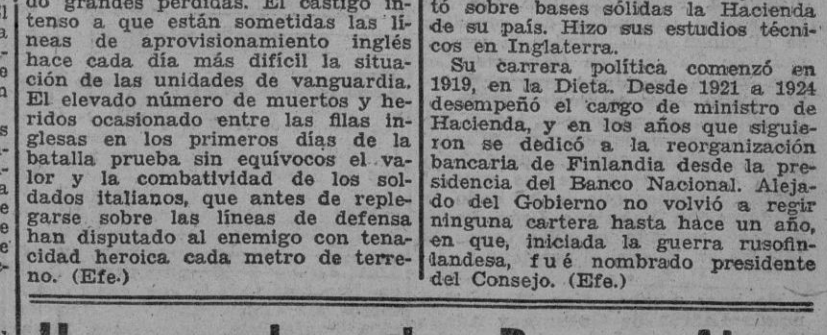 do grandes pérdidas. El castigo in-
tenso a que están sometidas las lí-
neas de aprovisionamiento inglés
hace cada día más difícil la situa-
ción de las unidades de vanguardia.
El elevado número de muertos y he-
ridos ocasionado entre las filas in-
glesas en los primeros días de la
batalla prueba sin equívocos el va-
lor y la combatividad de los sol-
dados italianos, que antes de reple-
garse sobre las líneas de defensa
han disputado al enemigo con tena-
cidad heroica cada metro de terre-
no. (Efe.)
tó sobre bases sólidas la Hacienda
de su país. Hizo sus estudios técni-
cos en Inglaterra.
Su carrera política comenzó en
1919, en la Dieta. Desde 1921 a 1924
desempeñó el cargo de ministro de
Hacienda, y en los años que siguie-
ron se dedicó a la reorganización
bancaria de Finlandia desde la pre-
sidencia del Banco Nacional. Aleja-
do del Gobierno no volvió a regir
ninguna cartera hasta hace un año,
en que, iniciada la guerra rusofin-
landesa, fué nombrado presidente
del Consejo. (Efe.)